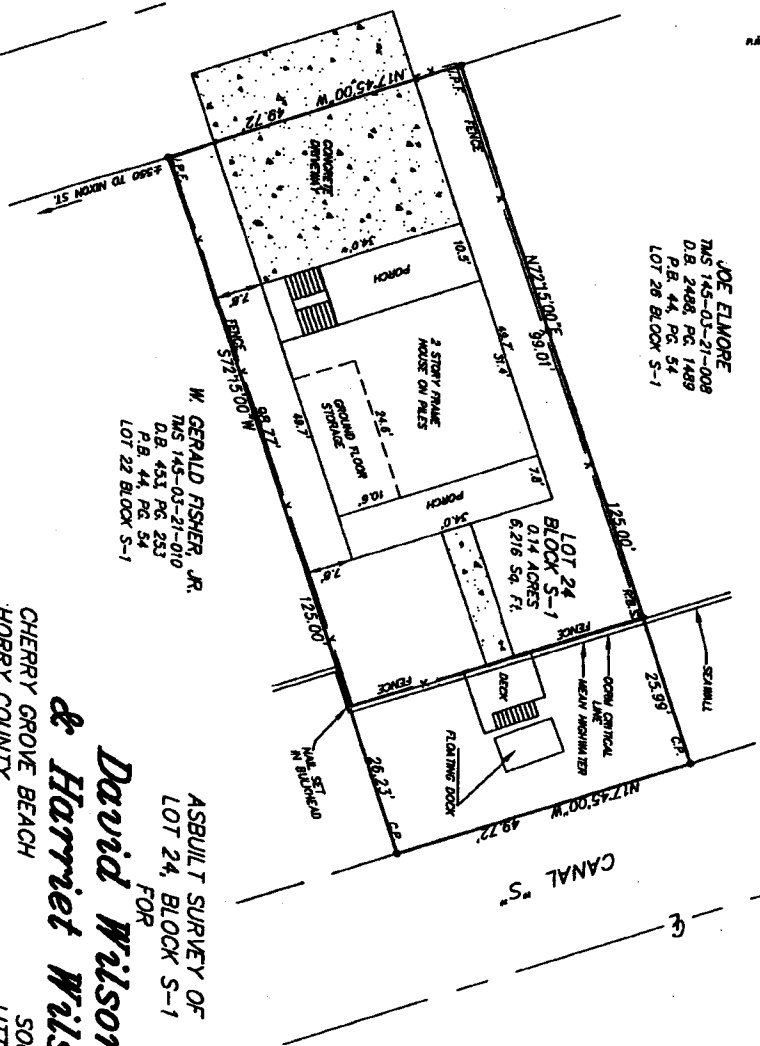 JOE ELMORE
TMS 145-03-21-008
D.B. 2488, PG. 1489
P.B. 44, PG. 54
LOT 26 BLOCK S-1
I.P.F.
FENCE
N72°15'00"E
99.01'
125.00'
R.B.S.
25.99'
C.P.
SEAWALL
OCRM CRITICAL
LINE
MEAN HIGHWATER
N17°45'00"W
49.72'
CONCRETE
DRIVEWAY
34.0'
10.5'
PORCH
49.7'
31.4'
2 STORY FRAME
HOUSE ON PILES
24.6'
GROUND FLOOR
STORAGE
10.6'
48.7'
7.8'
PORCH
34.0'
LOT 24
BLOCK S-1
0.14 ACRES
6,216 Sq. Ft.
FENCE
FENCE
DECK
FLOATING DOCK
N17°45'00"W
49.72'
CANAL "S"
I.P.F.
±550 TO NIXON ST.
7.6'
FENCE
S72°15'00"W
98.77'
7.6'
125.00'
26.23'
C.P.
NAIL SET
IN BULKHEAD
W. GERALD FISHER, JR.
TMS 145-03-21-010
D.B. 453, PG. 253
P.B. 44, PG. 54
LOT 22 BLOCK S-1
ASBUILT SURVEY OF
LOT 24, BLOCK S-1
FOR
David Wilson
& Harriet Wils
CHERRY GROVE BEACH
HORRY COUNTY